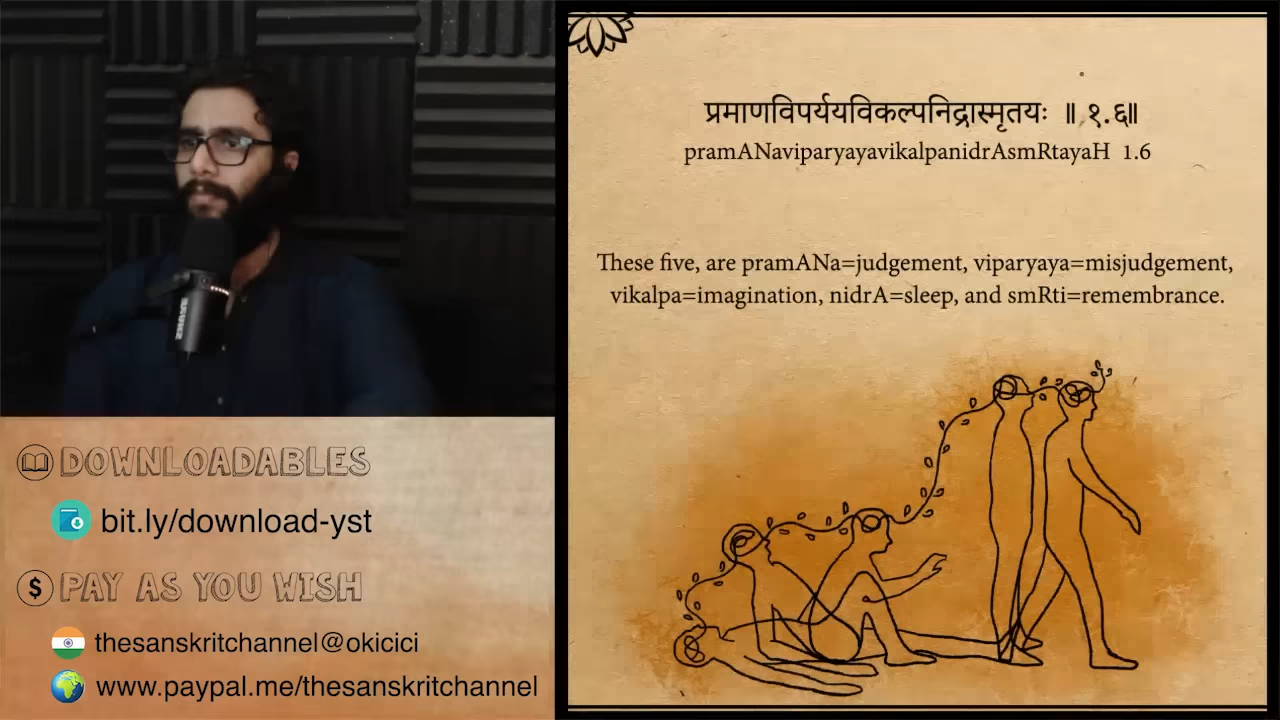 प्रमाणविपर्ययविकल्पनिद्रास्मृतयः ॥ १.६॥
pramANaviparyayavikalpanidrAsmRtayaH 1.6
These five, are pramANa=judgement, viparyaya=misjudgement,
vikalpa=imagination, nidrA=sleep, and smRti=remembrance.
DOWNLOADABLES
bit.ly/download-yst
$ PAY AS YOU WISH
thesanskritchannel@okicici
www.paypal.me/thesanskritchannel